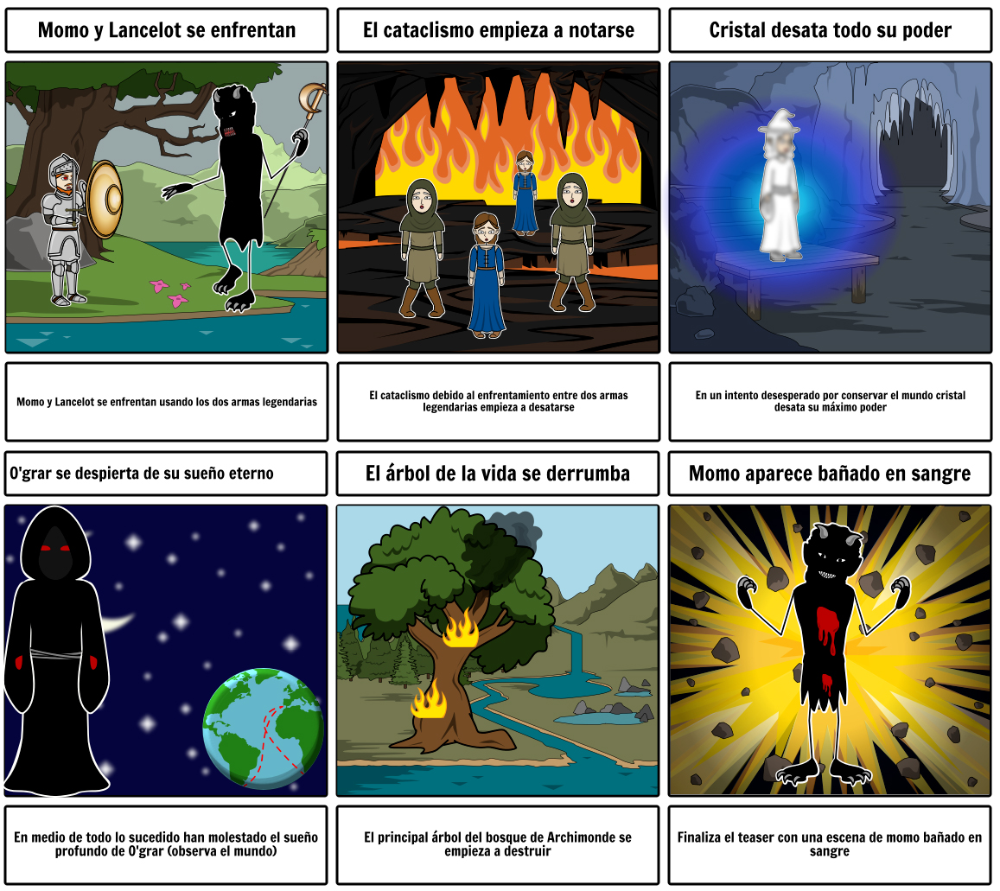 Momo y Lancelot se enfrentan
El cataclismo empieza a notarse
Cristal desata todo su poder
Momo y Lancelot se enfrentan usando los dos armas legendarias
El cataclismo debido al enfrentamiento entre dos armas
legendarias empieza a desatarse
En un intento desesperado por conservar el mundo cristal
desata su máximo poder
O'grar se despierta de su sueño eterno
El árbol de la vida se derrumba
Momo aparece bañado en sangre
En medio de todo lo sucedido han molestado el sueño
profundo de O'grar (observa el mundo)
El principal árbol del bosque de Archimonde se
empieza a destruir
Finaliza el teaser con una escena de momo bañado en
sangre